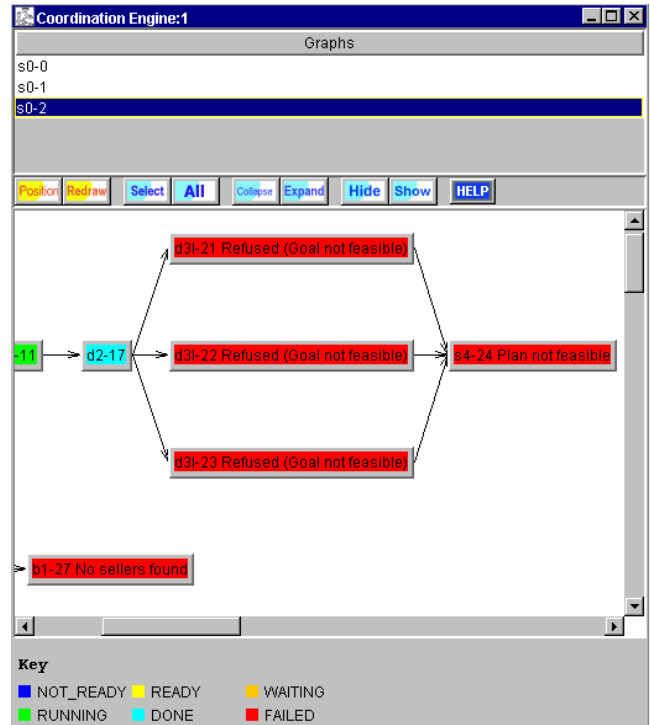 Coordination Engine:1
Graphs
s0-0
s0-1
s0-2
Position Redraw Select All Collapse Expand Hide Show HELP
d3l-21 Refused (Goal not feasible)
-11 d2-17 d3l-22 Refused (Goal not feasible) s4-24 Plan not feasible
d3l-23 Refused (Goal not feasible)
b1-27 No sellers found
Key
NOT_READY READY WAITING
RUNNING DONE FAILED